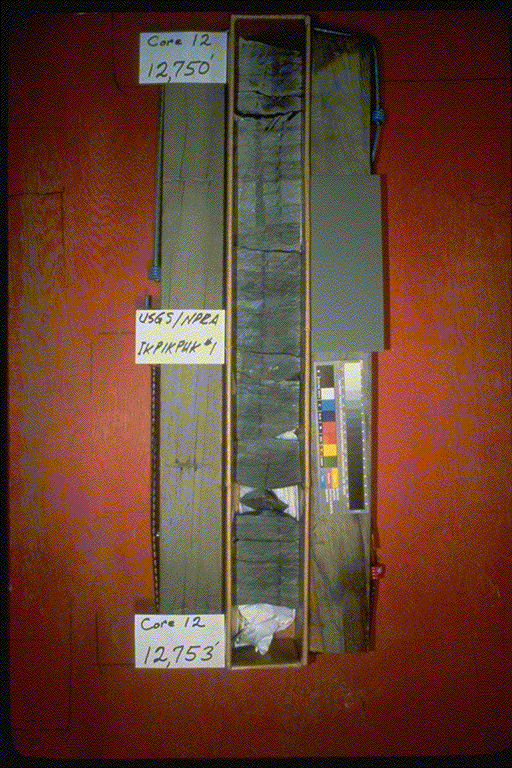 Core 12
12,750'
USGS/NPRA
IKPIKPUK #1
Core 12
12,753'